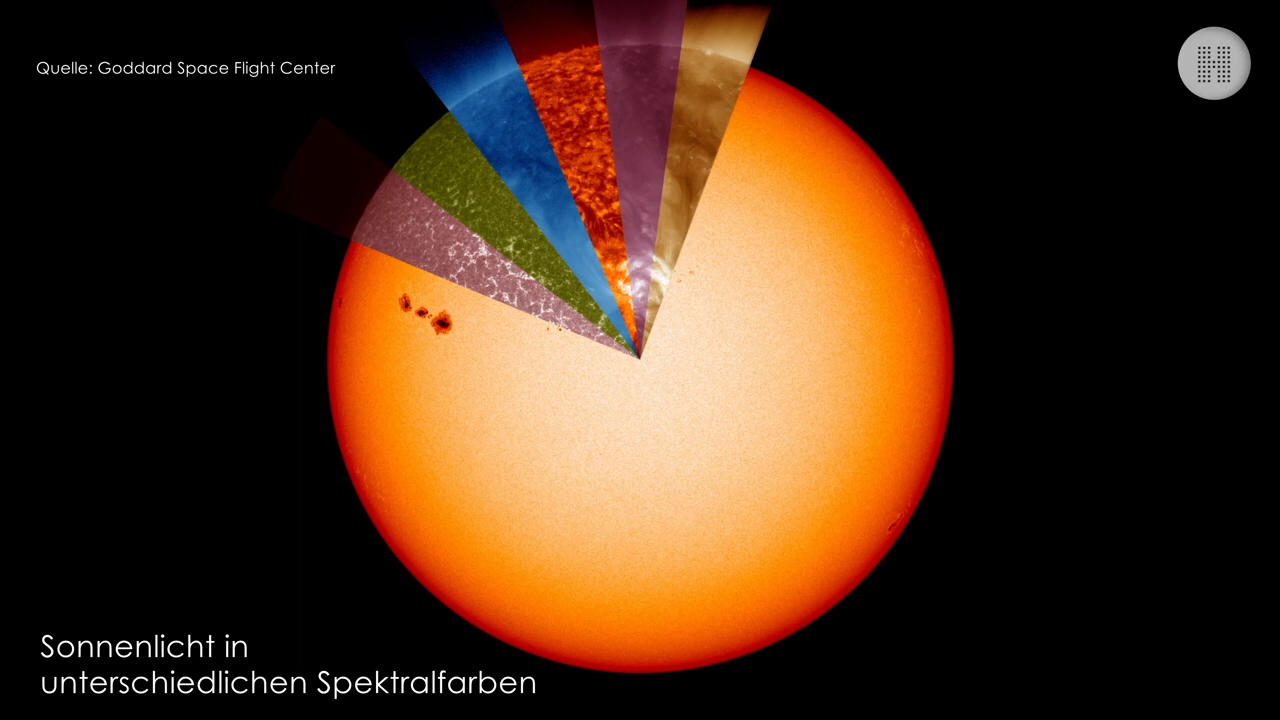 Quelle: Goddard Space Flight Center
H
Sonnenlicht in
unterschiedlichen Spektralfarben